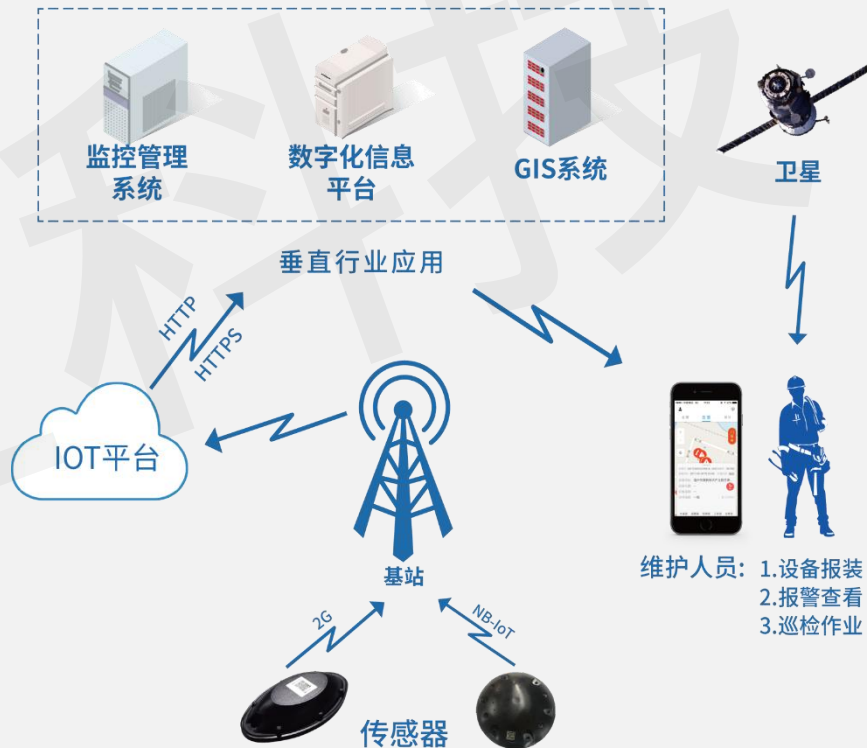 监控管理
系统
数字化信息
平台
GIS系统
卫星
垂直行业应用
HTTP
HTTPS
IOT平台
基站
2G
NB-IoT
传感器
维护人员:
1.设备报装
2.报警查看
3.巡检作业
科技